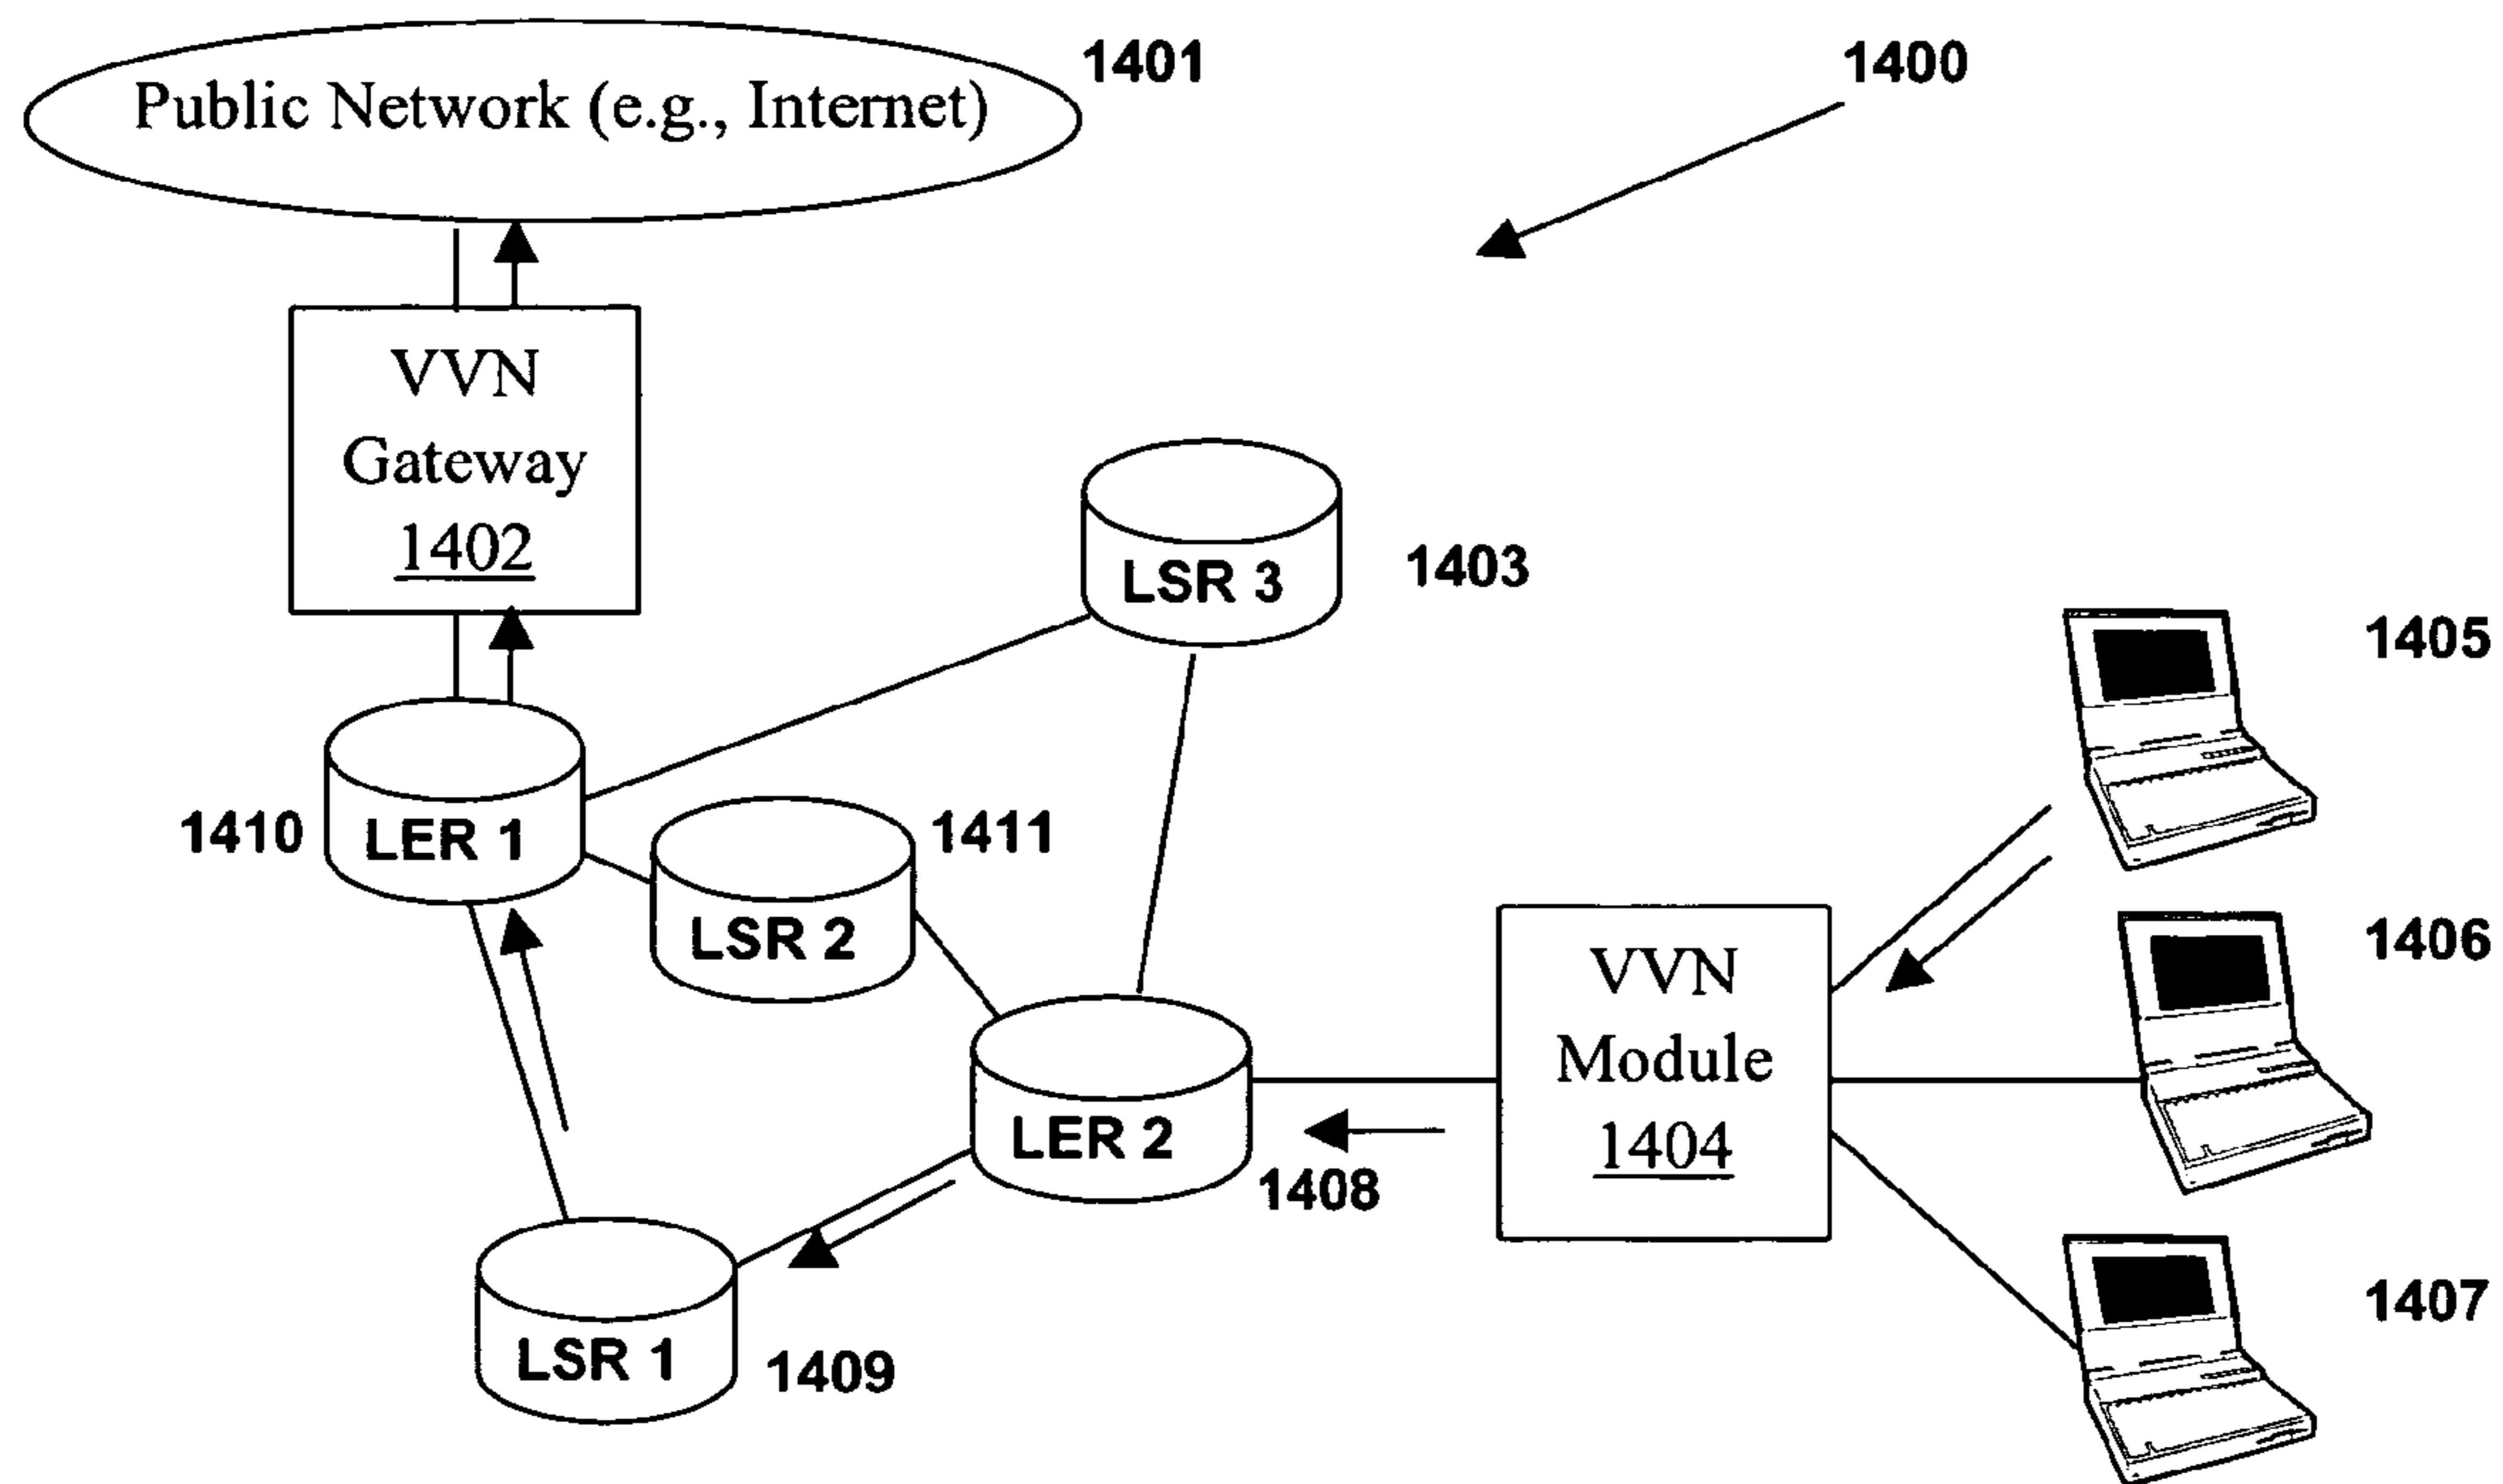 Public Network (e.g., Internet)
1401
1400
VVN
Gateway
1402
LSR 3
1403
1405
LER 1
1410
LSR 2
1411
1406
VVN
Module
1404
LER 2
1408
1407
LSR 1
1409